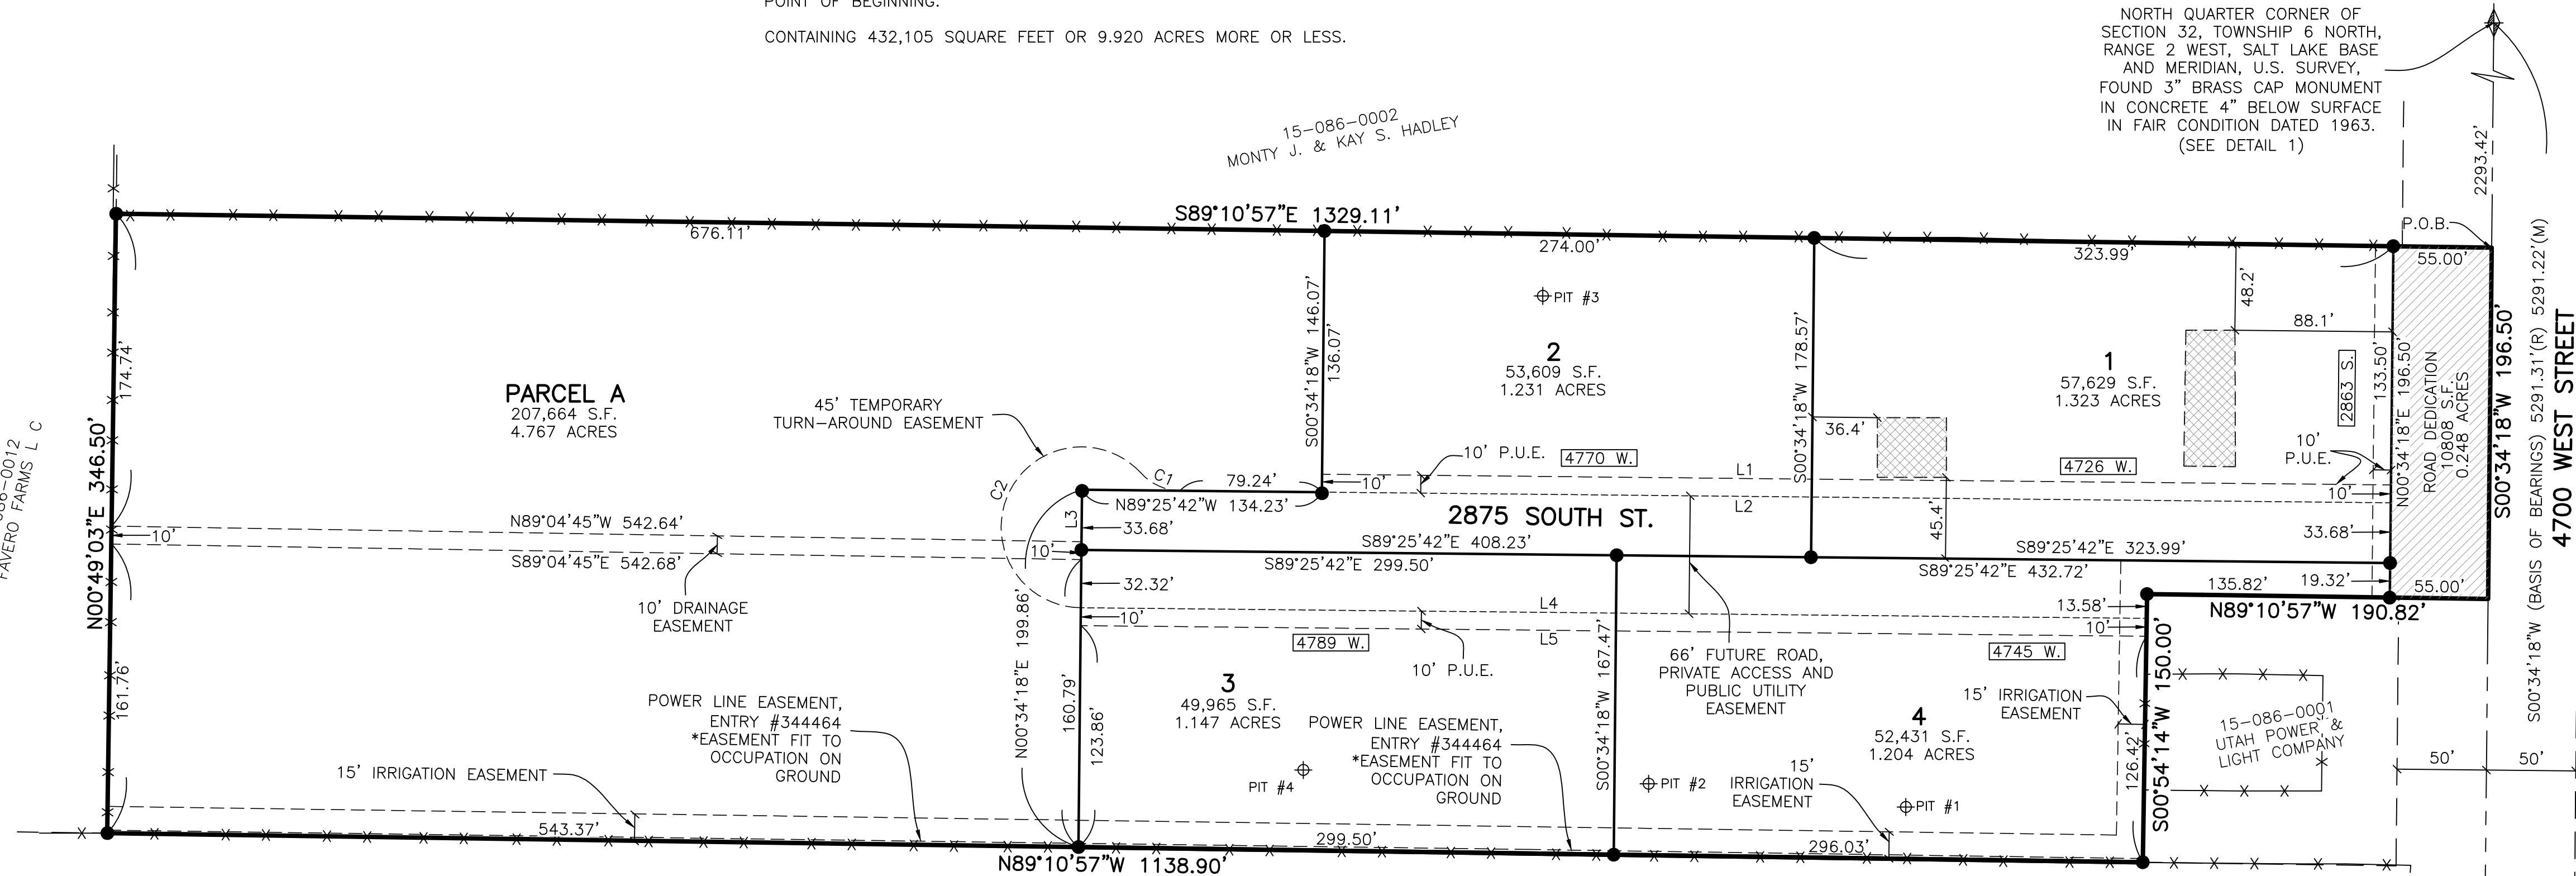 POINT OF BEGINNING.
CONTAINING 432,105 SQUARE FEET OR 9.920 ACRES MORE OR LESS.
NORTH QUARTER CORNER OF
SECTION 32, TOWNSHIP 6 NORTH,
RANGE 2 WEST, SALT LAKE BASE
AND MERIDIAN, U.S. SURVEY,
FOUND 3" BRASS CAP MONUMENT
IN CONCRETE 4" BELOW SURFACE
IN FAIR CONDITION DATED 1963.
(SEE DETAIL 1)
2293.42'
15-086-0002
MONTY J. & KAY S. HADLEY
S89°10'57"E 1329.11'
676.11'
274.00'
323.99'
P.O.B.
55.00'
174.74'
N00°49'03"E 346.50'
161.76'
-0012
FAVERO FARMS L C
PARCEL A
207,664 S.F.
4.767 ACRES
45' TEMPORARY
TURN-AROUND EASEMENT
C1
C2
L3
79.24'
N89°25'42"W 134.23'
33.68'
10'
32.32'
10'
S00°34'18"W 146.07'
136.07'
PIT #3
2
53,609 S.F.
1.231 ACRES
10' P.U.E.
4770 W.
10'
L1
L2
S00°34'18"W 178.57'
1
57,629 S.F.
1.323 ACRES
48.2'
88.1'
36.4'
45.4'
4726 W.
2863 S.
10'
P.U.E.
10'
33.68'
19.32'
133.50'
N00°34'18"E 196.50'
ROAD DEDICATION
10808 S.F.
0.248 ACRES
S00°34'18"W 196.50'
S00°34'18"W (BASIS OF BEARINGS) 5291.31'(R) 5291.22'(M)
4700 WEST STREET
2875 SOUTH ST.
N89°04'45"W 542.64'
10'
S89°04'45"E 542.68'
10' DRAINAGE
EASEMENT
S89°25'42"E 408.23'
S89°25'42"E 299.50'
S89°25'42"E 323.99'
S89°25'42"E 432.72'
135.82'
55.00'
N89°10'57"W 190.82'
13.58'
10'
L4
L5
4789 W.
10' P.U.E.
66' FUTURE ROAD,
PRIVATE ACCESS AND
PUBLIC UTILITY
EASEMENT
4745 W.
15' IRRIGATION
EASEMENT
N00°34'18"E 199.86'
160.79'
123.86'
3
49,965 S.F.
1.147 ACRES
PIT #4
S00°34'18"W 167.47'
PIT #2
4
52,431 S.F.
1.204 ACRES
PIT #1
126.42'
S00°54'14"W 150.00'
15-086-0001
UTAH POWER &
LIGHT COMPANY
50'
50'
POWER LINE EASEMENT,
ENTRY #344464
*EASEMENT FIT TO
OCCUPATION ON
GROUND
POWER LINE EASEMENT,
ENTRY #344464
*EASEMENT FIT TO
OCCUPATION ON
GROUND
15' IRRIGATION EASEMENT
15'
IRRIGATION
EASEMENT
543.37'
299.50'
296.03'
N89°10'57"W 1138.90'